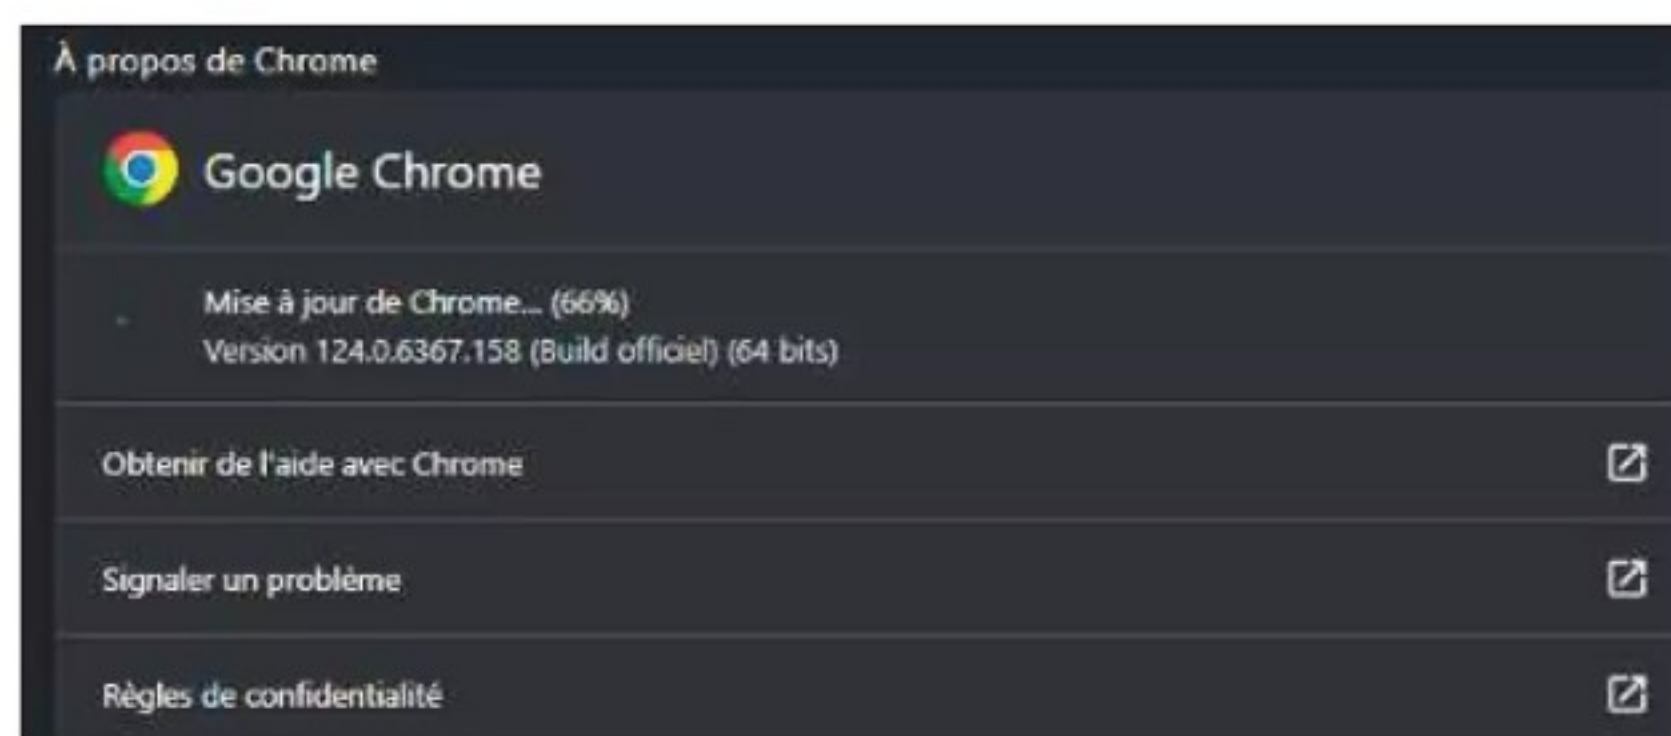 À propos de Chrome
Google Chrome
Mise à jour de Chrome... (66%)
Version 124.0.6367.158 (Build officiel) (64 bits)
Obtenir de l'aide avec Chrome
Signaler un problème
Règles de confidentialité